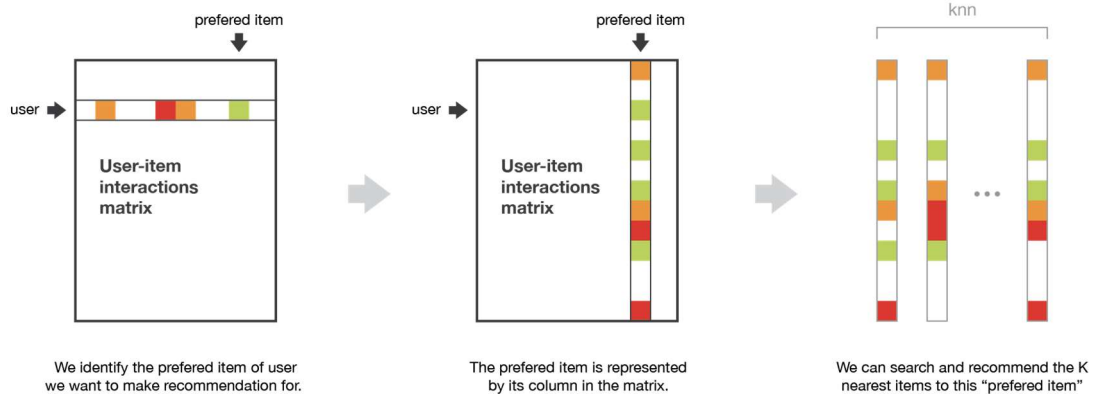 prefered item
user
User-item
interactions
matrix
We identify the prefered item of user
we want to make recommendation for.
prefered item
user
User-item
interactions
matrix
The prefered item is represented
by its column in the matrix.
knn
We can search and recommend the K
nearest items to this “prefered item”